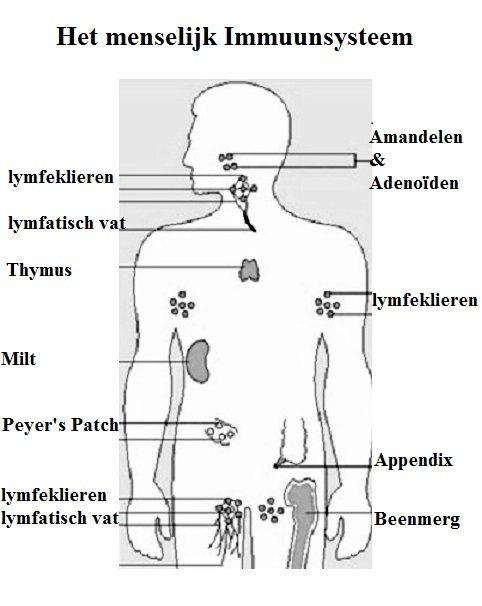 Het menselijk Immuunsysteem
Amandelen
&
Adenoïden
lymfeklieren
lymfatisch vat
Thymus
lymfeklieren
Milt
Peyer's Patch
Appendix
lymfeklieren
lymfatisch vat
Beenmerg